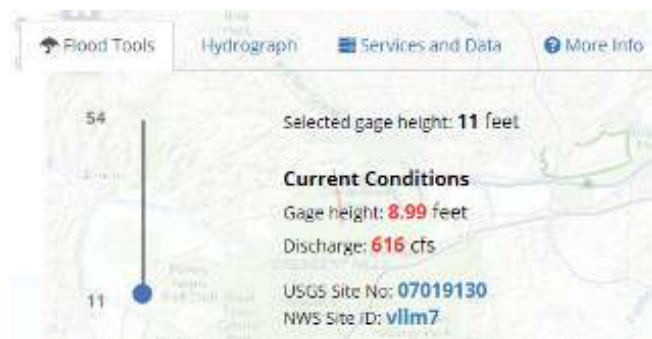 Flood Tools
Hydrograph
Services and Data
More Info
54
Selected gage height: 11 feet
Current Conditions
Gage height: 8.99 feet
Discharge: 616 cfs
11
USGS Site No: 07019130
NWS Site ID: vllm7